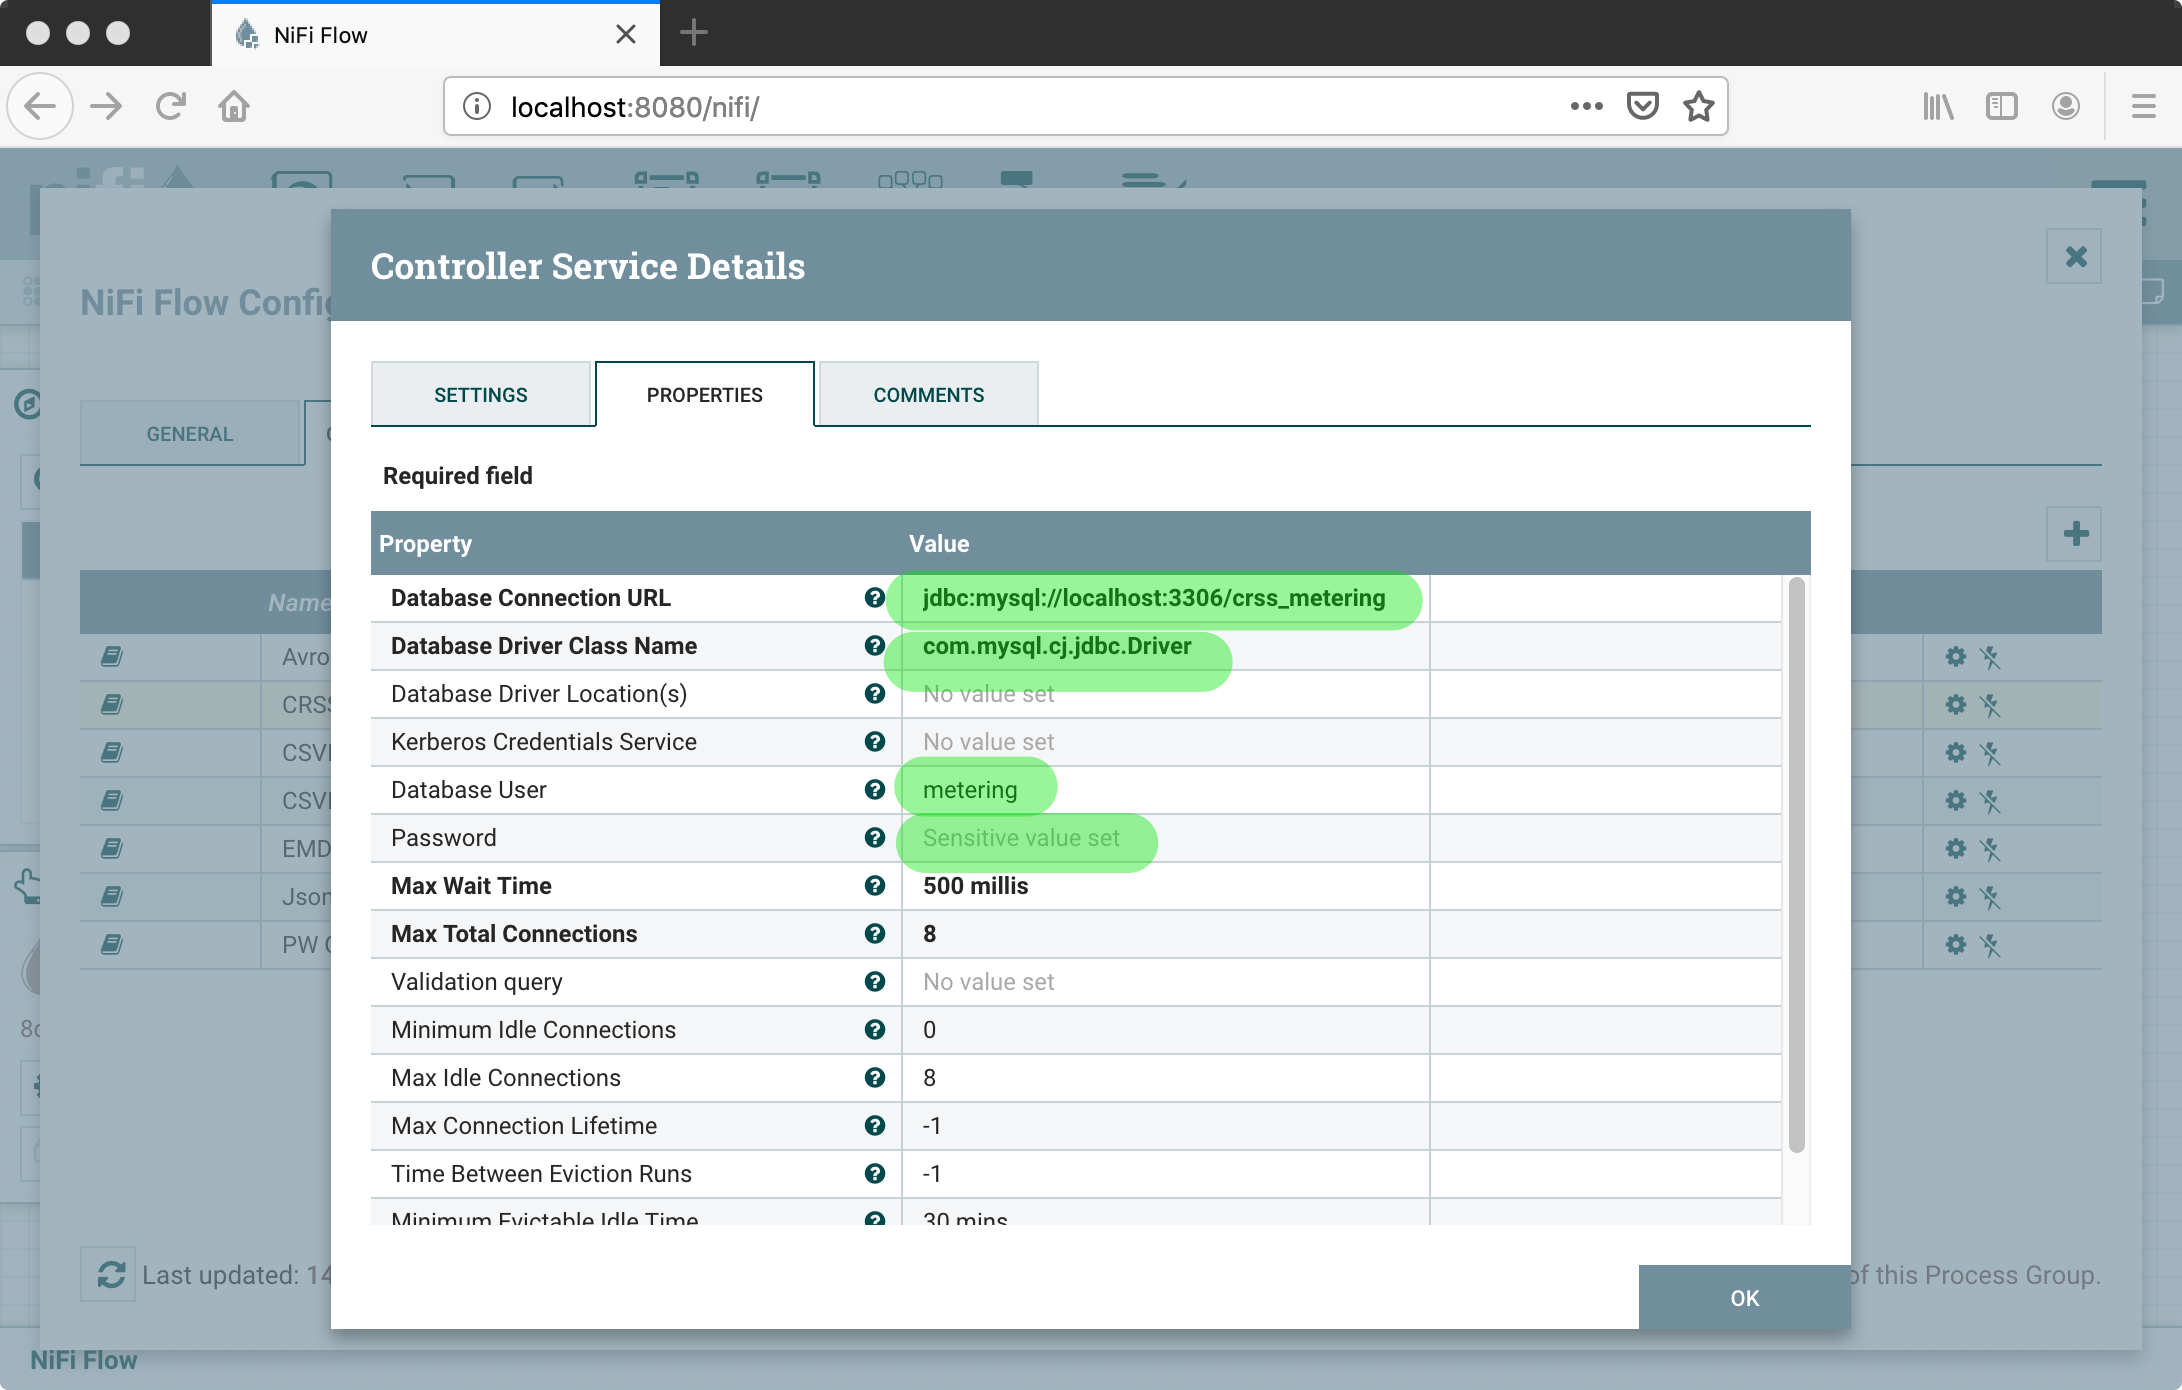 NiFi Flow
localhost:8080/nifi/
nifi
Controller Service Details
NiFi Flow Config
SETTINGS PROPERTIES COMMENTS
GENERAL
Required field
Property Value
Name
Database Connection URL jdbc:mysql://localhost:3306/crss_metering
Database Driver Class Name com.mysql.cj.jdbc.Driver
Avro
Database Driver Location(s) No value set
CRSS
Kerberos Credentials Service No value set
CSVR
Database User metering
CSVR
Password Sensitive value set
EMD
Max Wait Time 500 millis
Json
Max Total Connections 8
PW
Validation query No value set
Minimum Idle Connections 0
Max Idle Connections 8
Max Connection Lifetime -1
Time Between Eviction Runs -1
Minimum Evictable Idle Time 30 mins
Last updated: 14
of this Process Group.
OK
NiFi Flow